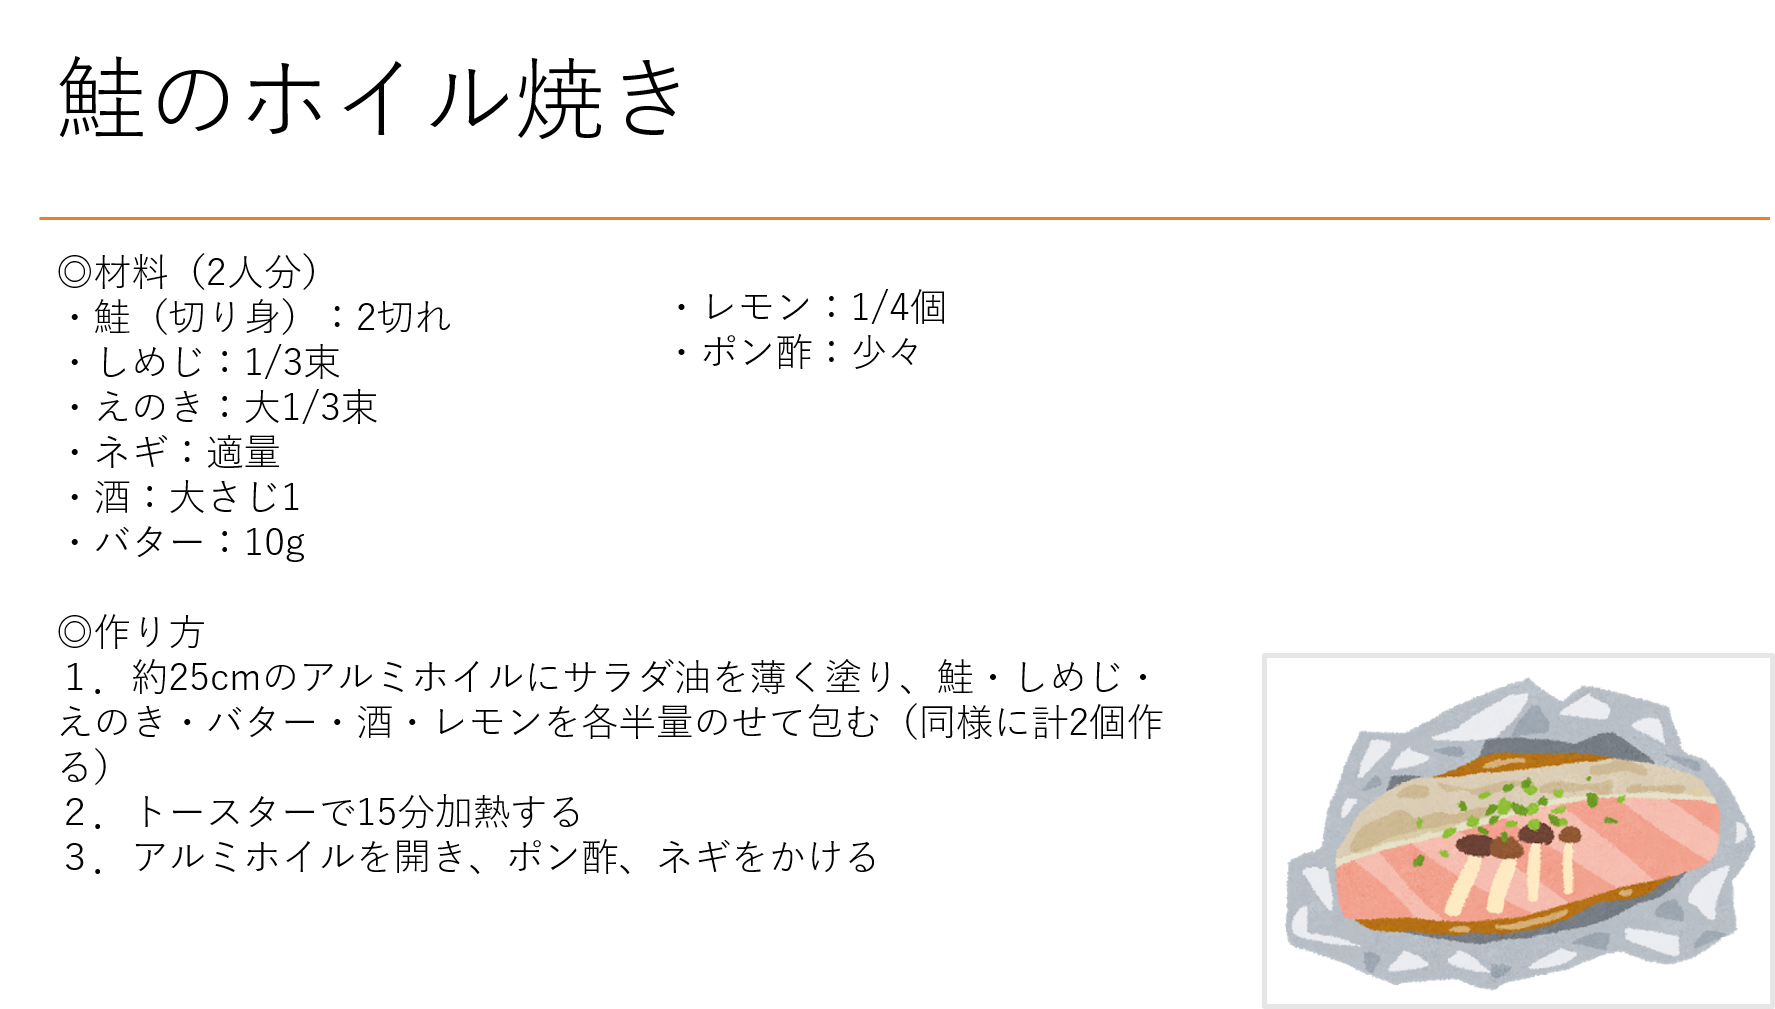 鮭のホイル焼き
◎材料（2人分）
・鮭（切り身）：2切れ
・しめじ：1/3束
・えのき：大1/3束
・ネギ：適量
・酒：大さじ1
・バター：10g
・レモン：1/4個
・ポン酢：少々
◎作り方
１．約25cmのアルミホイルにサラダ油を薄く塗り、鮭・しめじ・
えのき・バター・酒・レモンを各半量のせて包む（同様に計2個作
る）
２．トースターで15分加熱する
３．アルミホイルを開き、ポン酢、ネギをかける